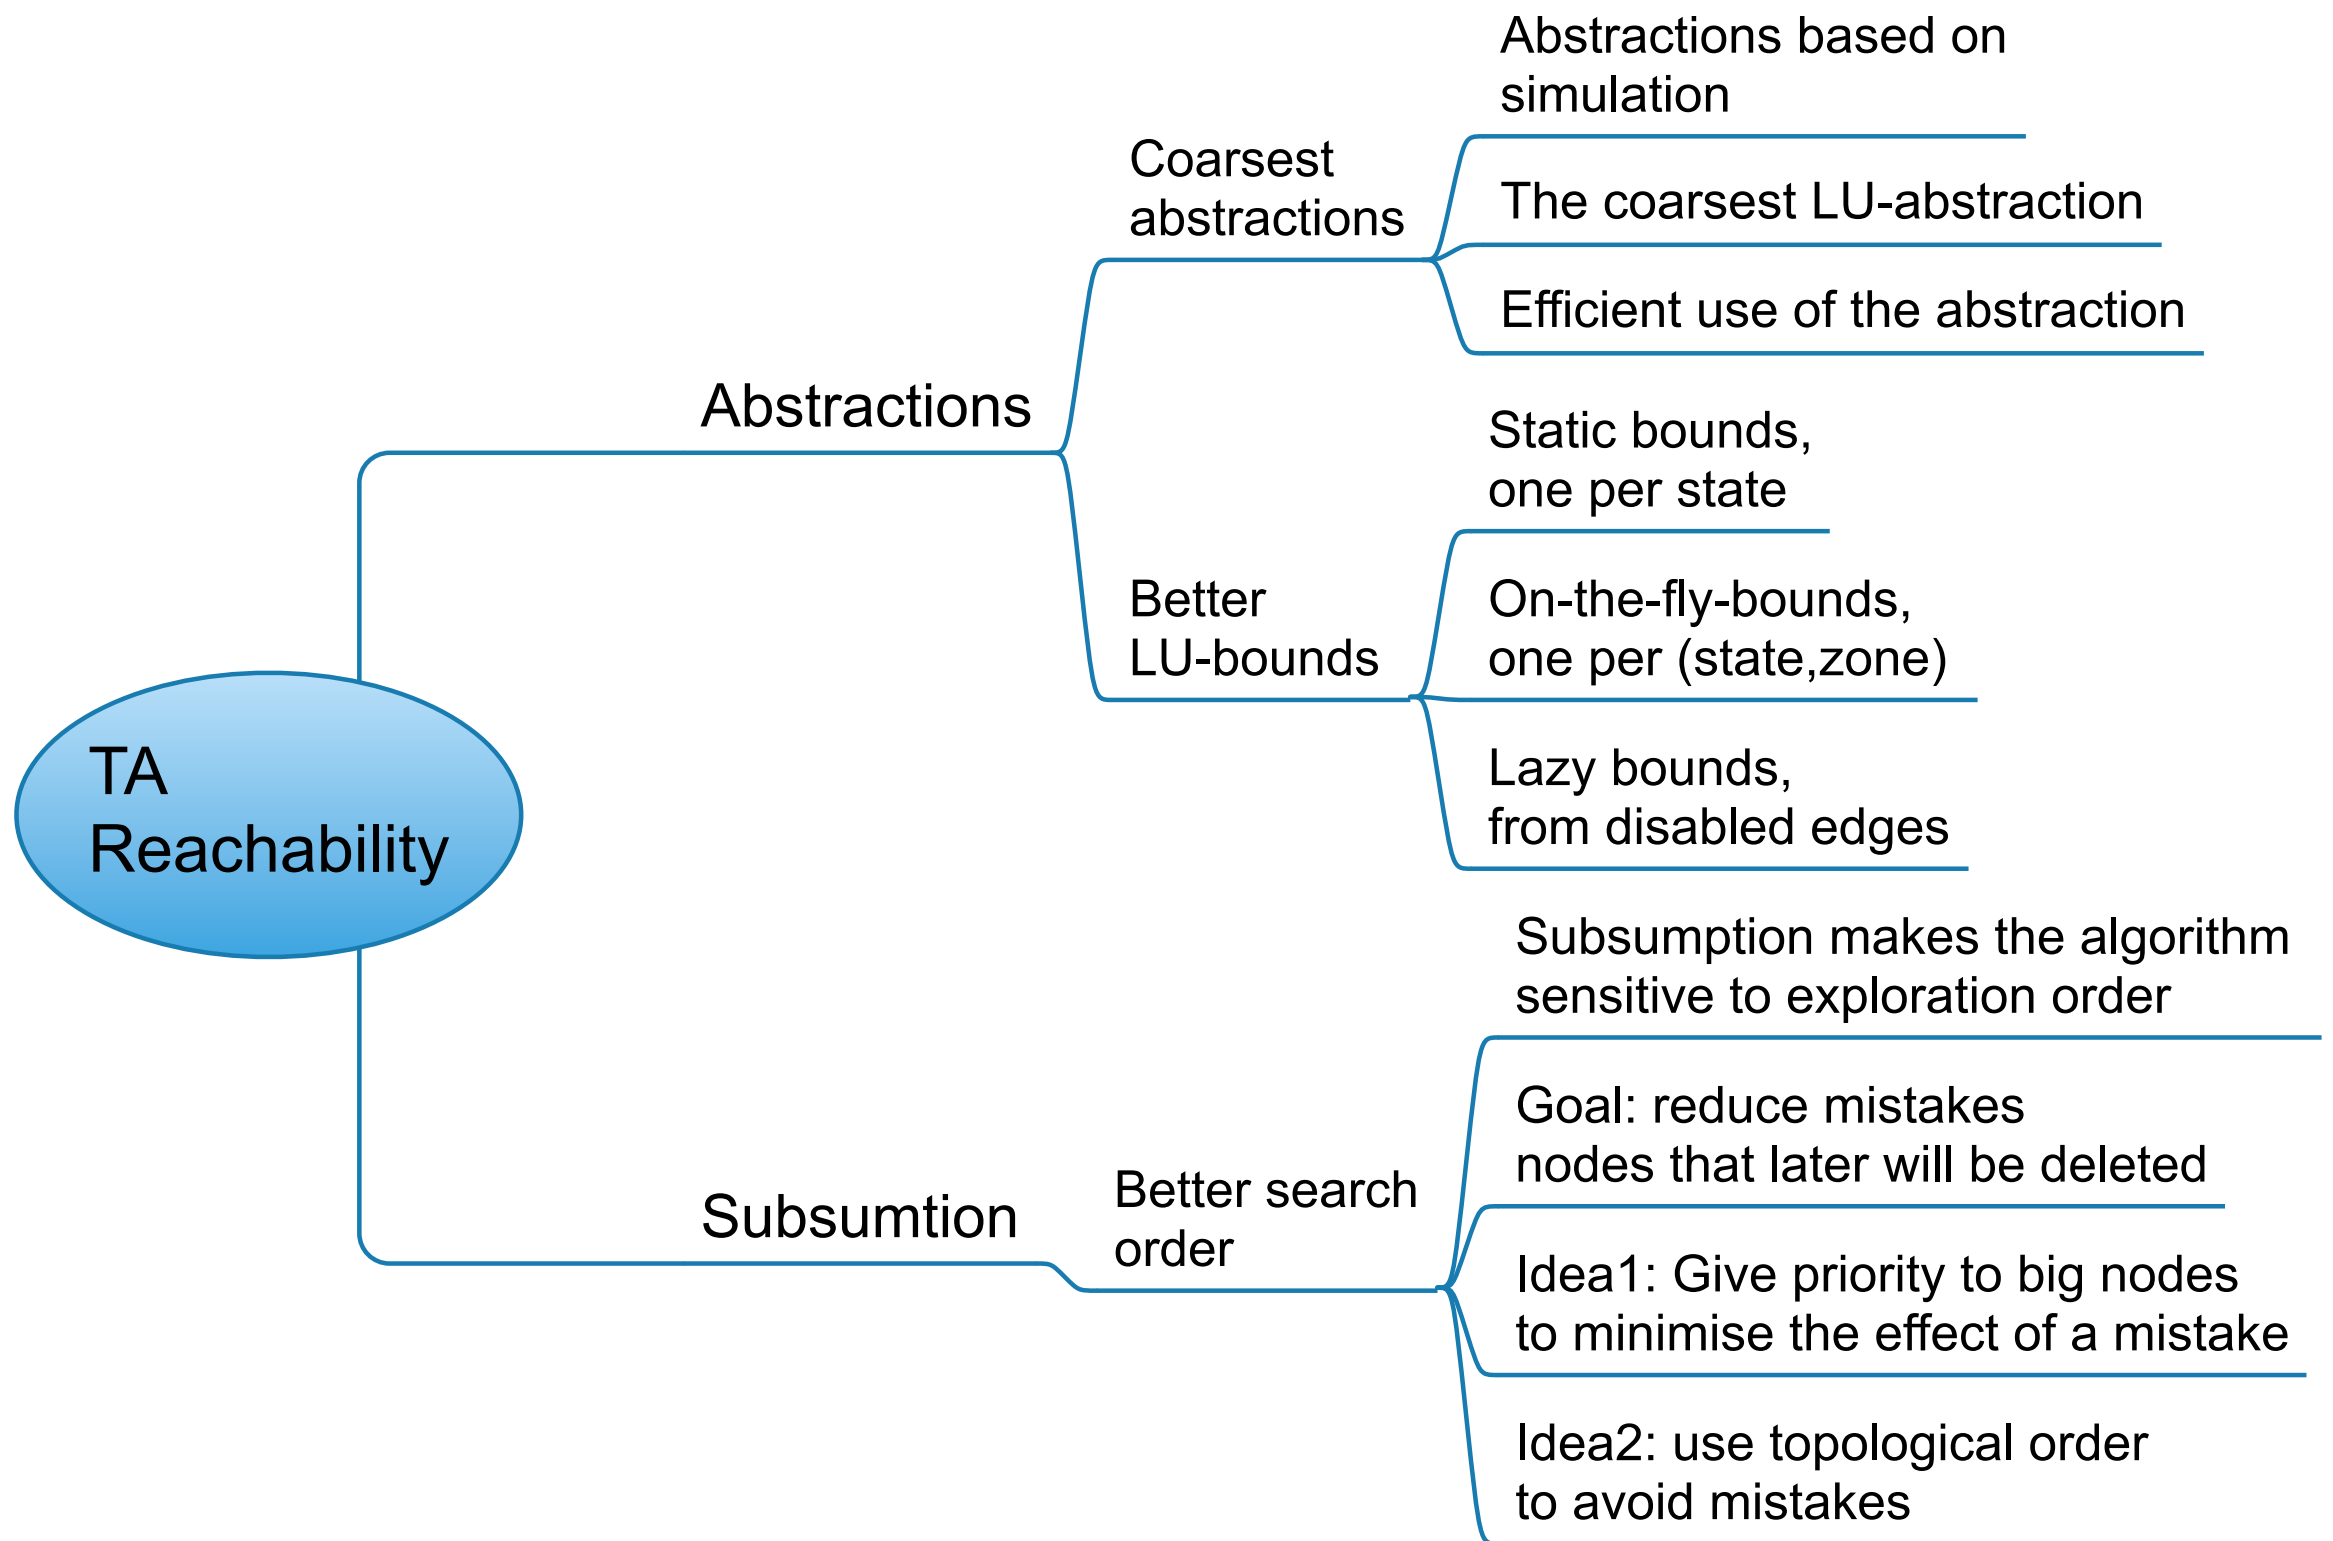 TA
Reachability
Abstractions
Coarsest
abstractions
Abstractions based on
simulation
The coarsest LU-abstraction
Efficient use of the abstraction
Better
LU-bounds
Static bounds,
one per state
On-the-fly-bounds,
one per (state,zone)
Lazy bounds,
from disabled edges
Subsumtion
Better search
order
Subsumption makes the algorithm
sensitive to exploration order
Goal: reduce mistakes
nodes that later will be deleted
Idea1: Give priority to big nodes
to minimise the effect of a mistake
Idea2: use topological order
to avoid mistakes